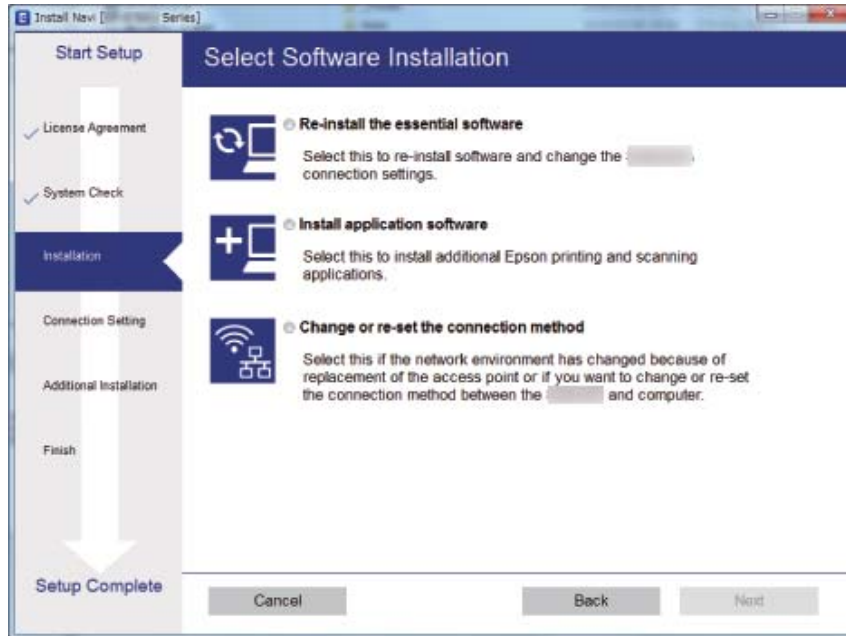 Install Navi [ Series]
Start Setup
Select Software Installation
License Agreement
Re-install the essential software
Select this to re-install software and change the
connection settings.
System Check
Install application software
Installation
Select this to install additional Epson printing and scanning
applications.
Connection Setting
Change or re-set the connection method
Select this if the network environment has changed because of
replacement of the access point or if you want to change or re-set
the connection method between the and computer.
Additional Installation
Finish
Setup Complete
Cancel
Back
Next